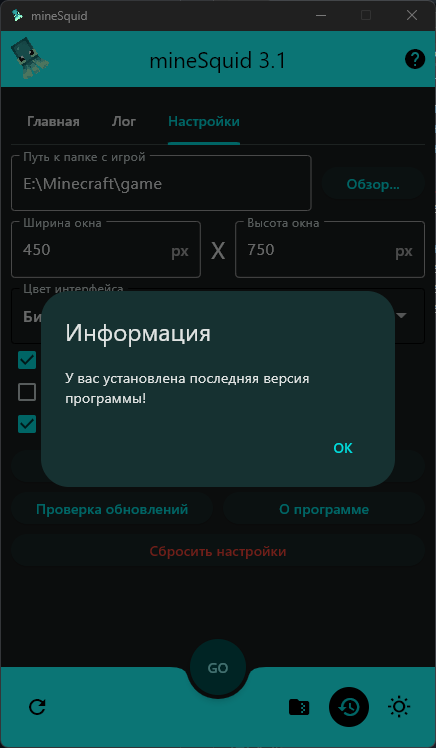 mineSquid
mineSquid 3.1
Главная
Лог
Настройки
Путь к папке с игрой
E:\Minecraft\game
Обзор...
Ширина окна
450
px
X
Высота окна
750
px
Цвет интерфейса
Би
Информация
У вас установлена последняя версия
программы!
OK
Проверка обновлений
О программе
Сбросить настройки
GO